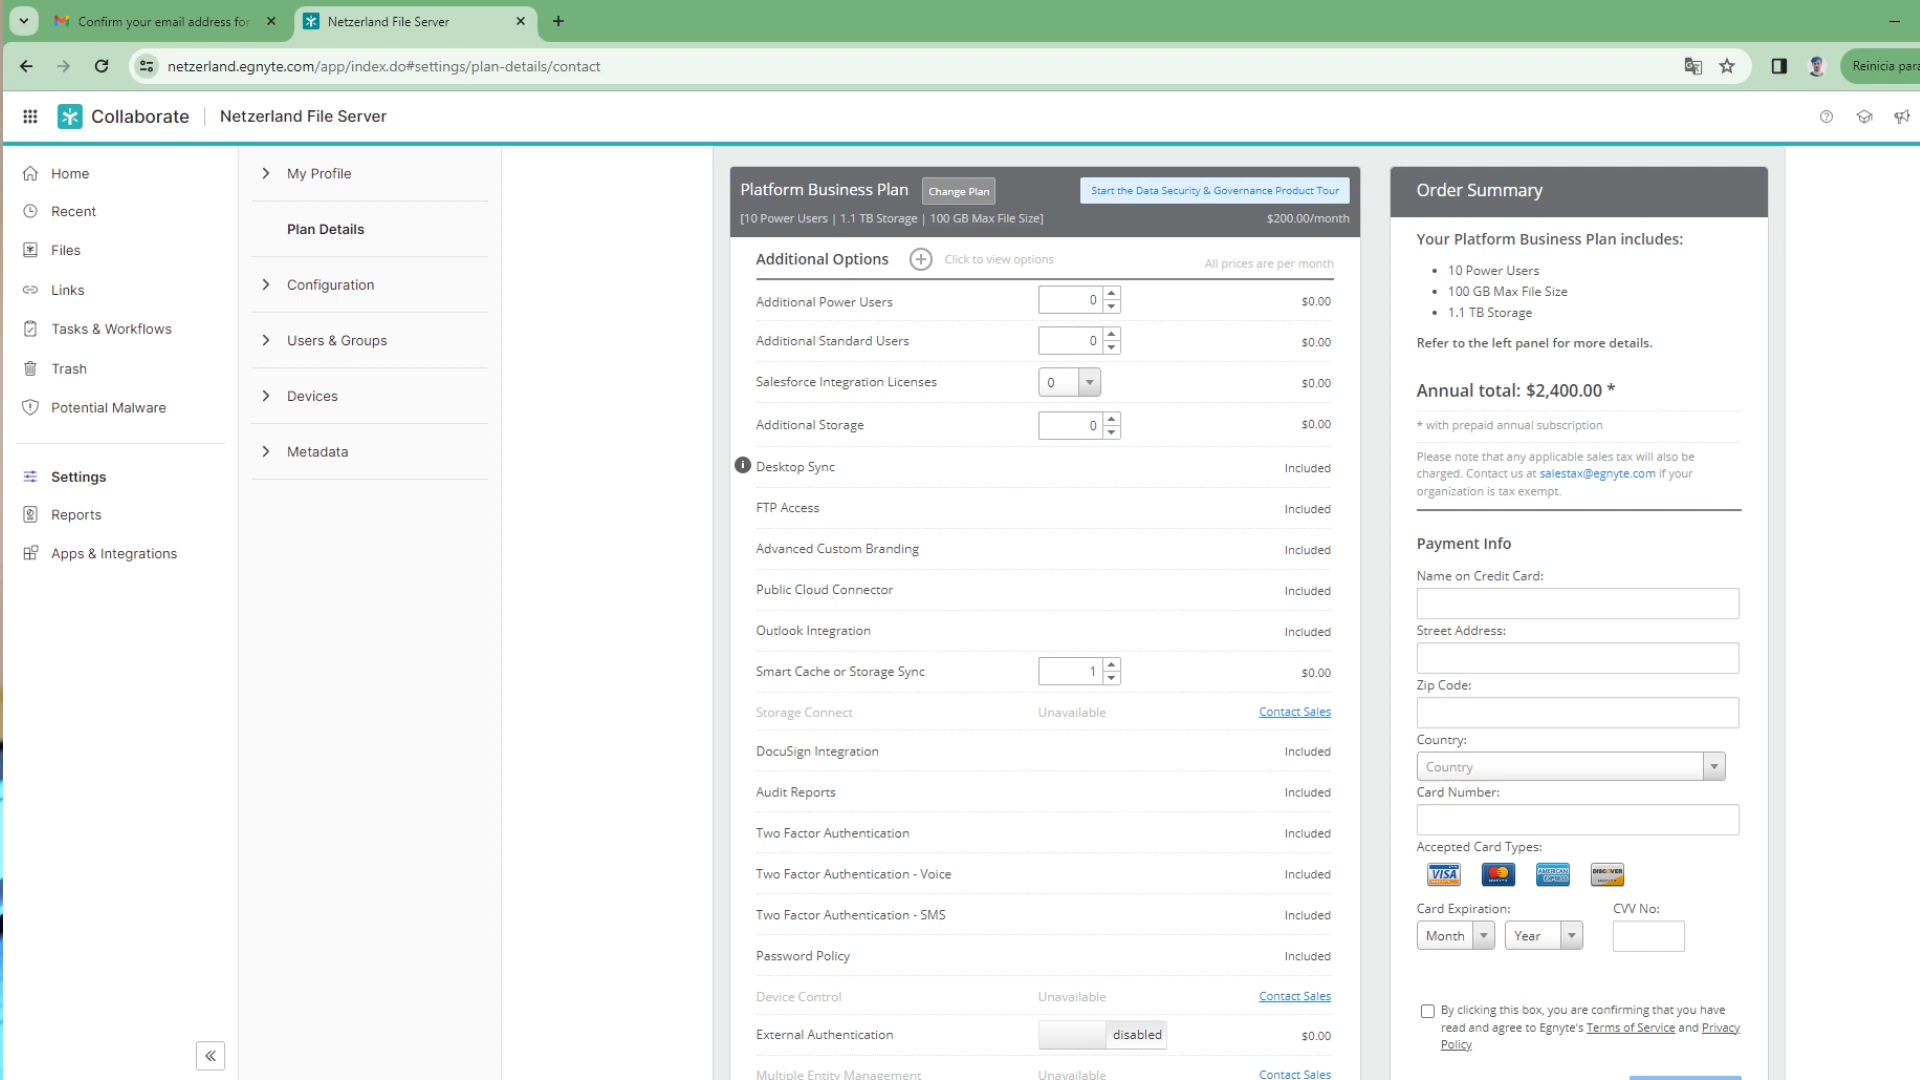 Confirm your email address for
Netzerland File Server
netzerland.egnyte.com/app/index.do#settings/plan-details/contact
Reinicia para
Collaborate
Netzerland File Server
Home
Recent
Files
Links
Tasks & Workflows
Trash
Potential Malware
Settings
Reports
Apps & Integrations
My Profile
Plan Details
Configuration
Users & Groups
Devices
Metadata
Platform Business Plan
Change Plan
Start the Data Security & Governance Product Tour
[10 Power Users | 1.1 TB Storage | 100 GB Max File Size]
$200.00/month
Additional Options
Click to view options
All prices are per month
Additional Power Users 0 $0.00
Additional Standard Users 0 $0.00
Salesforce Integration Licenses 0 $0.00
Additional Storage 0 $0.00
Desktop Sync Included
FTP Access Included
Advanced Custom Branding Included
Public Cloud Connector Included
Outlook Integration Included
Smart Cache or Storage Sync 1 $0.00
Storage Connect Unavailable Contact Sales
DocuSign Integration Included
Audit Reports Included
Two Factor Authentication Included
Two Factor Authentication - Voice Included
Two Factor Authentication - SMS Included
Password Policy Included
Device Control Unavailable Contact Sales
External Authentication disabled $0.00
Multiple Entity Management Unavailable Contact Sales
Order Summary
Your Platform Business Plan includes:
• 10 Power Users
• 100 GB Max File Size
• 1.1 TB Storage
Refer to the left panel for more details.
Annual total: $2,400.00 *
* with prepaid annual subscription
Please note that any applicable sales tax will also be
charged. Contact us at salestax@egnyte.com if your
organization is tax exempt.
Payment Info
Name on Credit Card:
Street Address:
Zip Code:
Country:
Country
Card Number:
Accepted Card Types:
VISA
AMERICAN EXPRESS
DISCOVER
Card Expiration: CVV No:
Month Year
By clicking this box, you are confirming that you have
read and agree to Egnyte's Terms of Service and Privacy
Policy